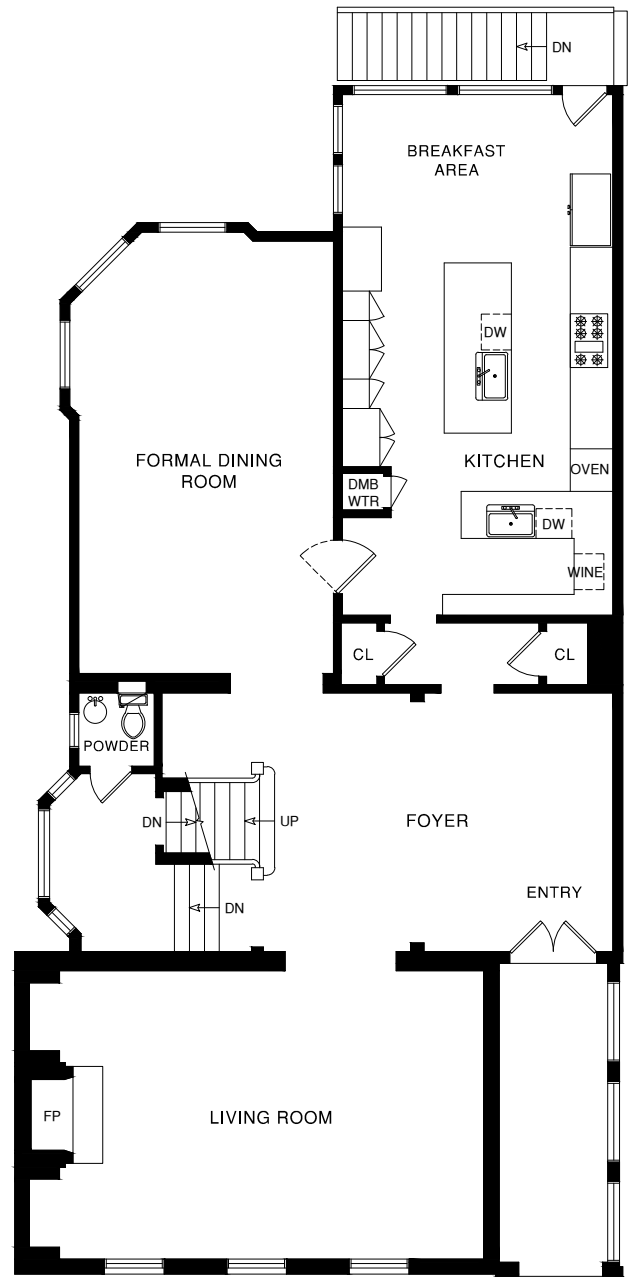 DN
BREAKFAST
AREA
DW
FORMAL DINING
ROOM
KITCHEN
OVEN
DMB
WTR
DW
WINE
CL
CL
POWDER
DN
UP
FOYER
ENTRY
DN
FP
LIVING ROOM